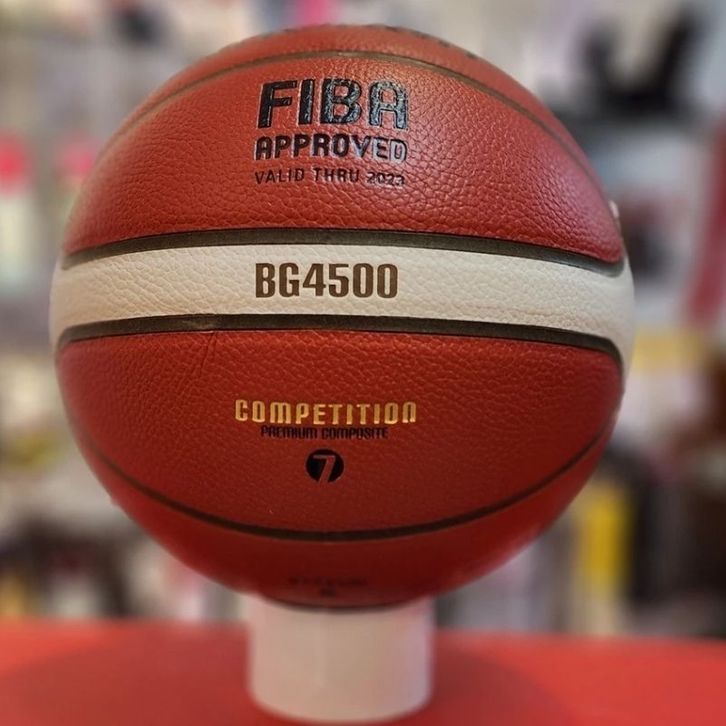 FIBA
APPROVED
VALID THRU 2023
BG4500
COMPETITION
PREMIUM COMPOSITE
7